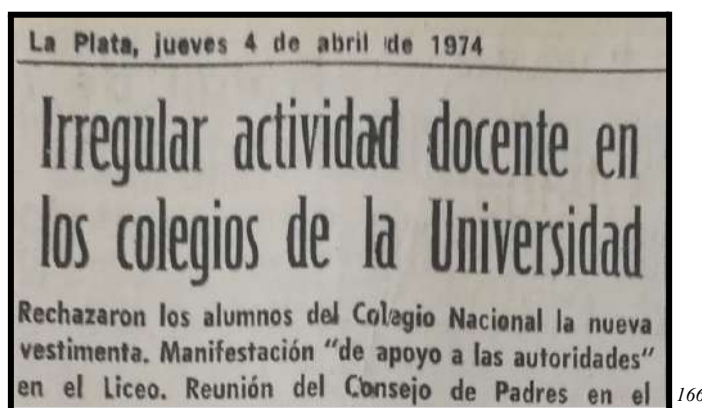 La Plata, jueves 4 de abril de 1974
Irregular actividad docente en
los colegios de la Universidad
Rechazaron los alumnos del Colegio Nacional la nueva
vestimenta. Manifestación "de apoyo a las autoridades"
en el Liceo. Reunión del Consejo de Padres en el
166